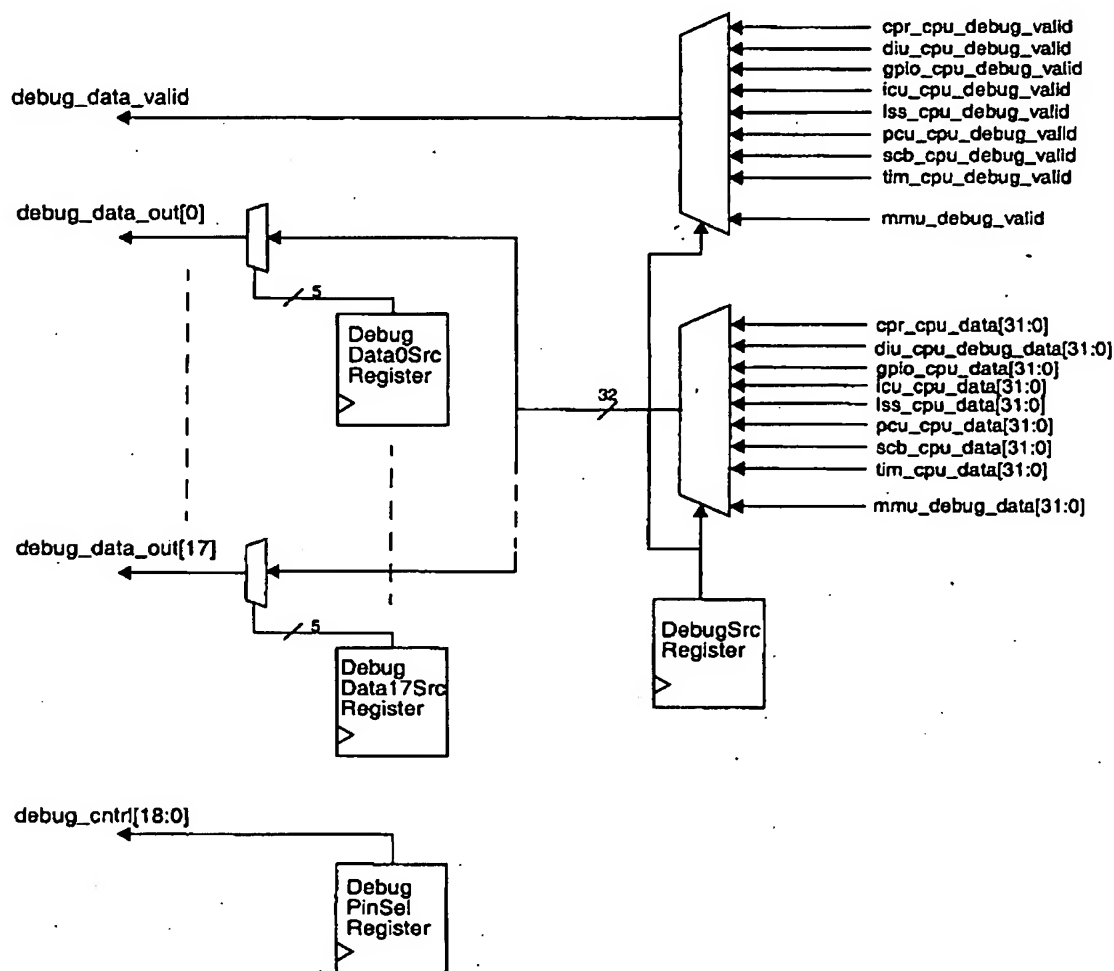 cpr_cpu_debug_valid
diu_cpu_debug_valid
gpio_cpu_debug_valid
icu_cpu_debug_valid
lss_cpu_debug_valid
pcu_cpu_debug_valid
scb_cpu_debug_valid
tim_cpu_debug_valid
mmu_debug_valid
debug_data_valid
debug_data_out[0]
5
Debug
Data0Src
Register
32
cpr_cpu_data[31:0]
diu_cpu_debug_data[31:0]
gpio_cpu_data[31:0]
icu_cpu_data[31:0]
lss_cpu_data[31:0]
pcu_cpu_data[31:0]
scb_cpu_data[31:0]
tim_cpu_data[31:0]
mmu_debug_data[31:0]
debug_data_out[17]
5
Debug
Data17Src
Register
DebugSrc
Register
debug_cntrl[18:0]
Debug
PinSel
Register